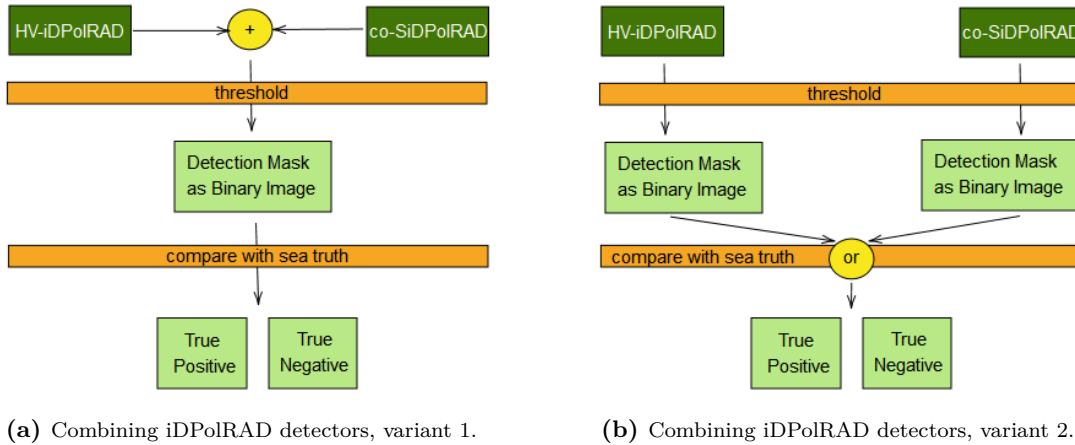 HV-iDPolRAD
+
co-SiDPolRAD
threshold
Detection Mask
as Binary Image
compare with sea truth
True
Positive
True
Negative
(a) Combining iDPolRAD detectors, variant 1.
HV-iDPolRAD
co-SiDPolRAD
threshold
Detection Mask
as Binary Image
Detection Mask
as Binary Image
compare with sea truth
or
True
Positive
True
Negative
(b) Combining iDPolRAD detectors, variant 2.